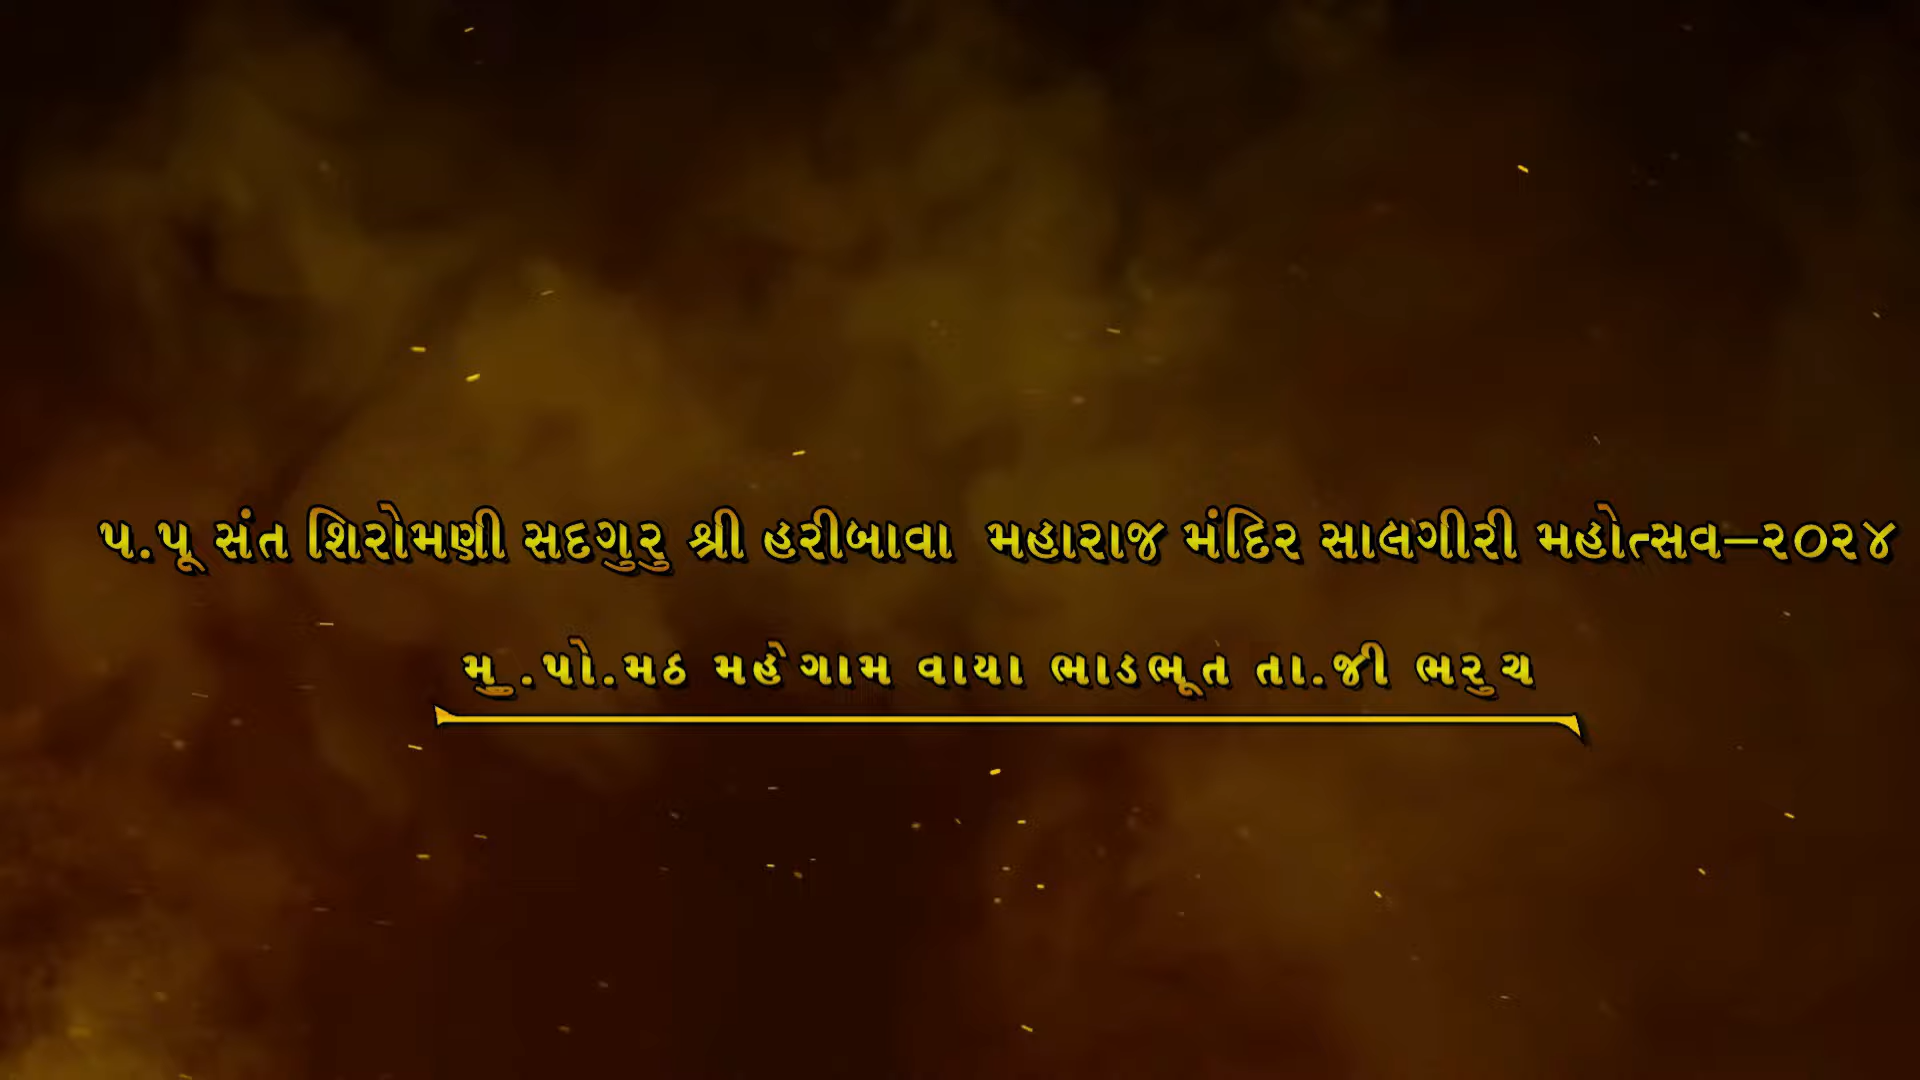 પ.પૂ સંત શિરોમણી સદગુરુ શ્રી હરીબાવા મહારાજ મંદિર સાલગીરી મહોત્સવ–૨૦૨૪
મુ.પો.મઠ મહેગામ વાયા ભાડભૂત તા.જી ભરુચ